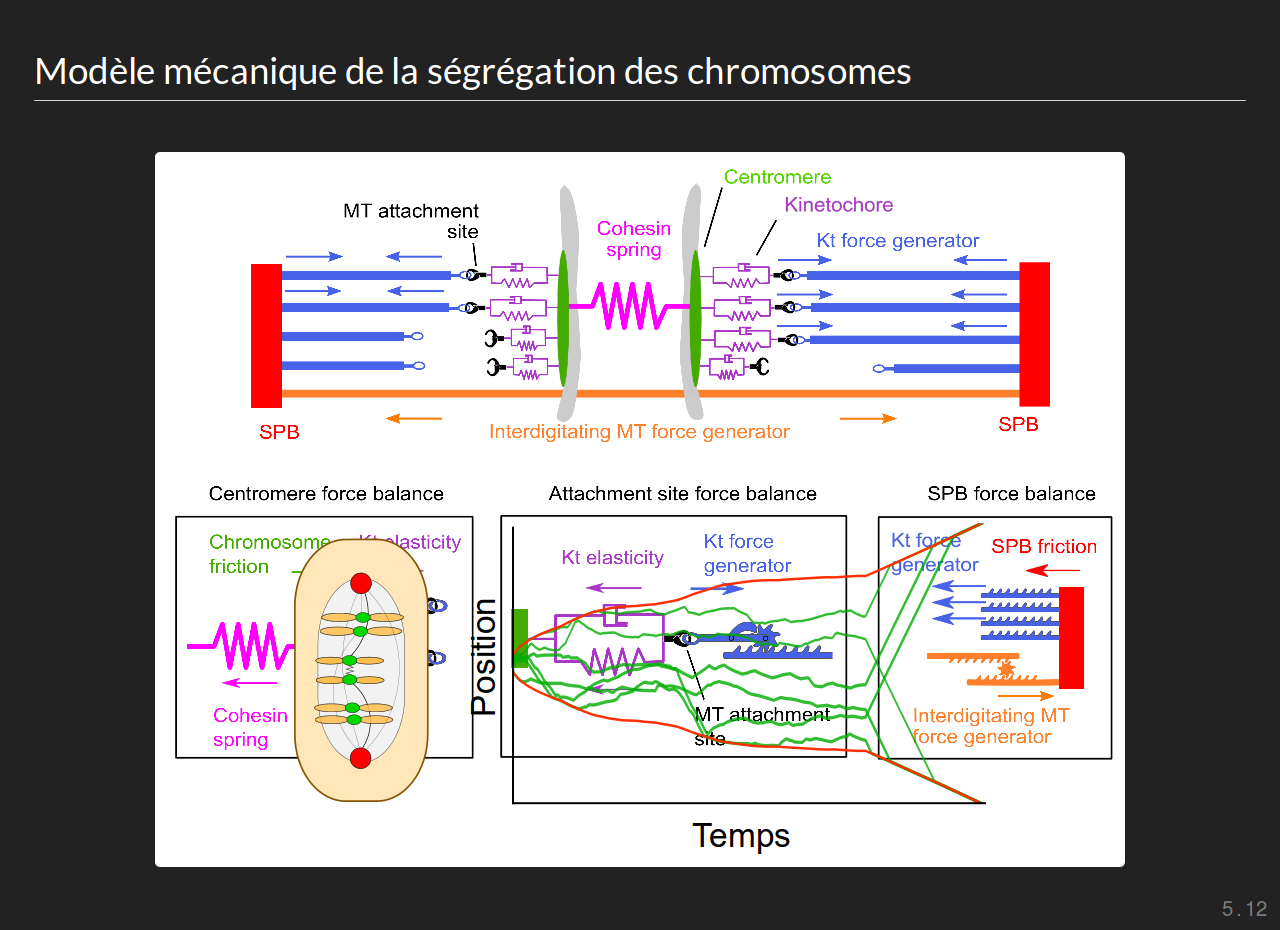 Modèle mécanique de la ségrégation des chromosomes
Centromere
Kinetochore
MT attachment
site
Cohesin
spring
Kt force generator
SPB
Interdigitating MT force generator
SPB
Centromere force balance
Attachment site force balance
SPB force balance
Chromosome
friction
Kt elasticity
Cohesin
spring
Kt elasticity
Kt force
generator
MT attachment
site
Kt force
generator
SPB friction
Interdigitating MT
force generator
Position
Temps
5.12